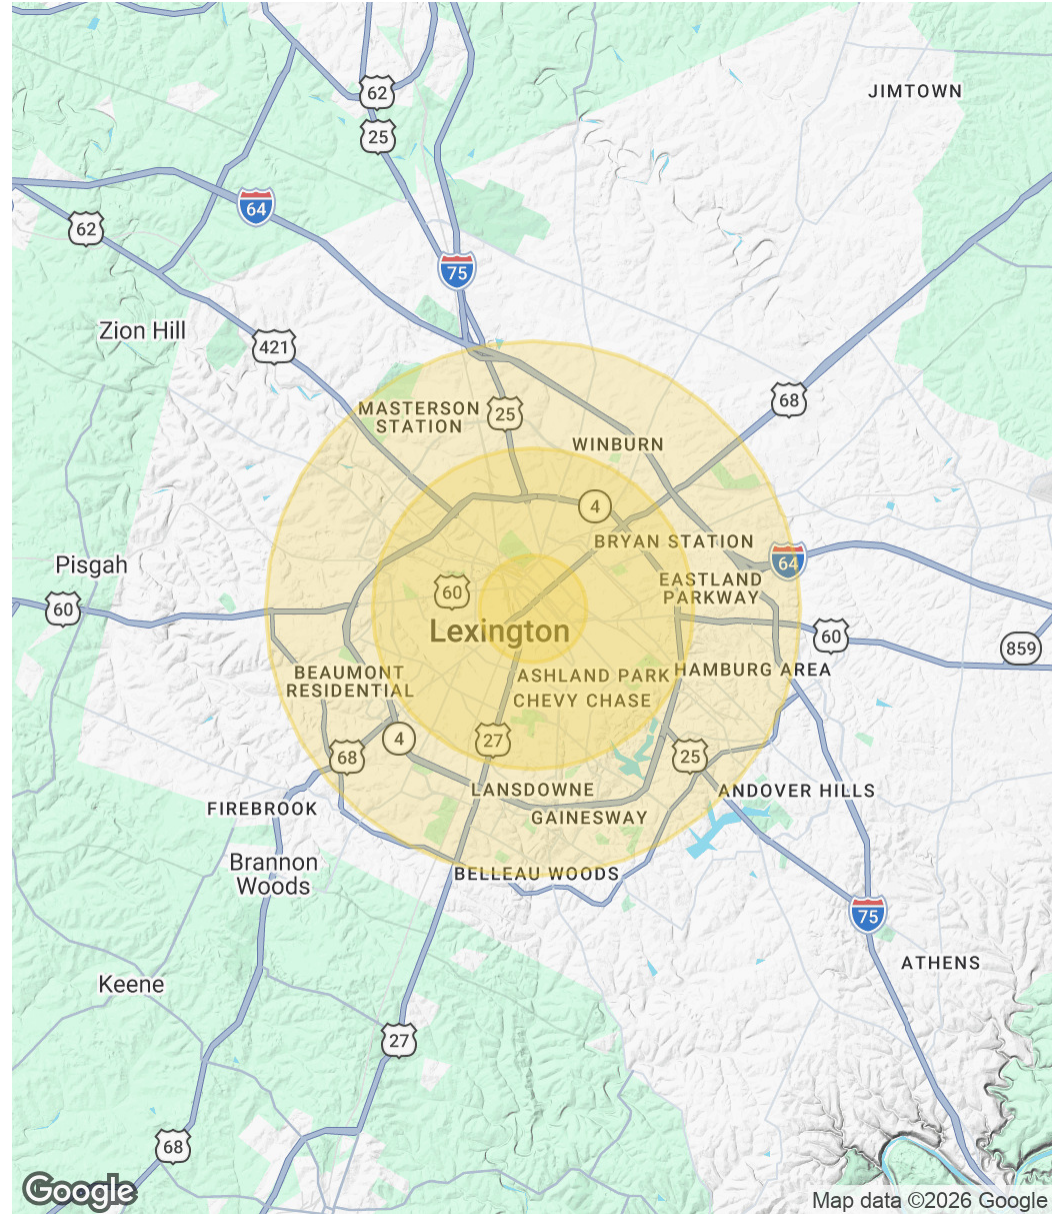 JIMTOWN
62
25
64
62
75
Zion Hill
421
68
MASTERSON
STATION
25
WINBURN
4
BRYAN STATION
64
Pisgah
EASTLAND
PARKWAY
60
60
Lexington
60
859
BEAUMONT
RESIDENTIAL
ASHLAND PARK
HAMBURG AREA
CHEVY CHASE
4
27
68
25
LANSDOWNE
ANDOVER HILLS
FIREBROOK
GAINESWAY
Brannon
Woods
BELLEAU WOODS
75
ATHENS
Keene
27
68
Google
Map data ©2026 Google